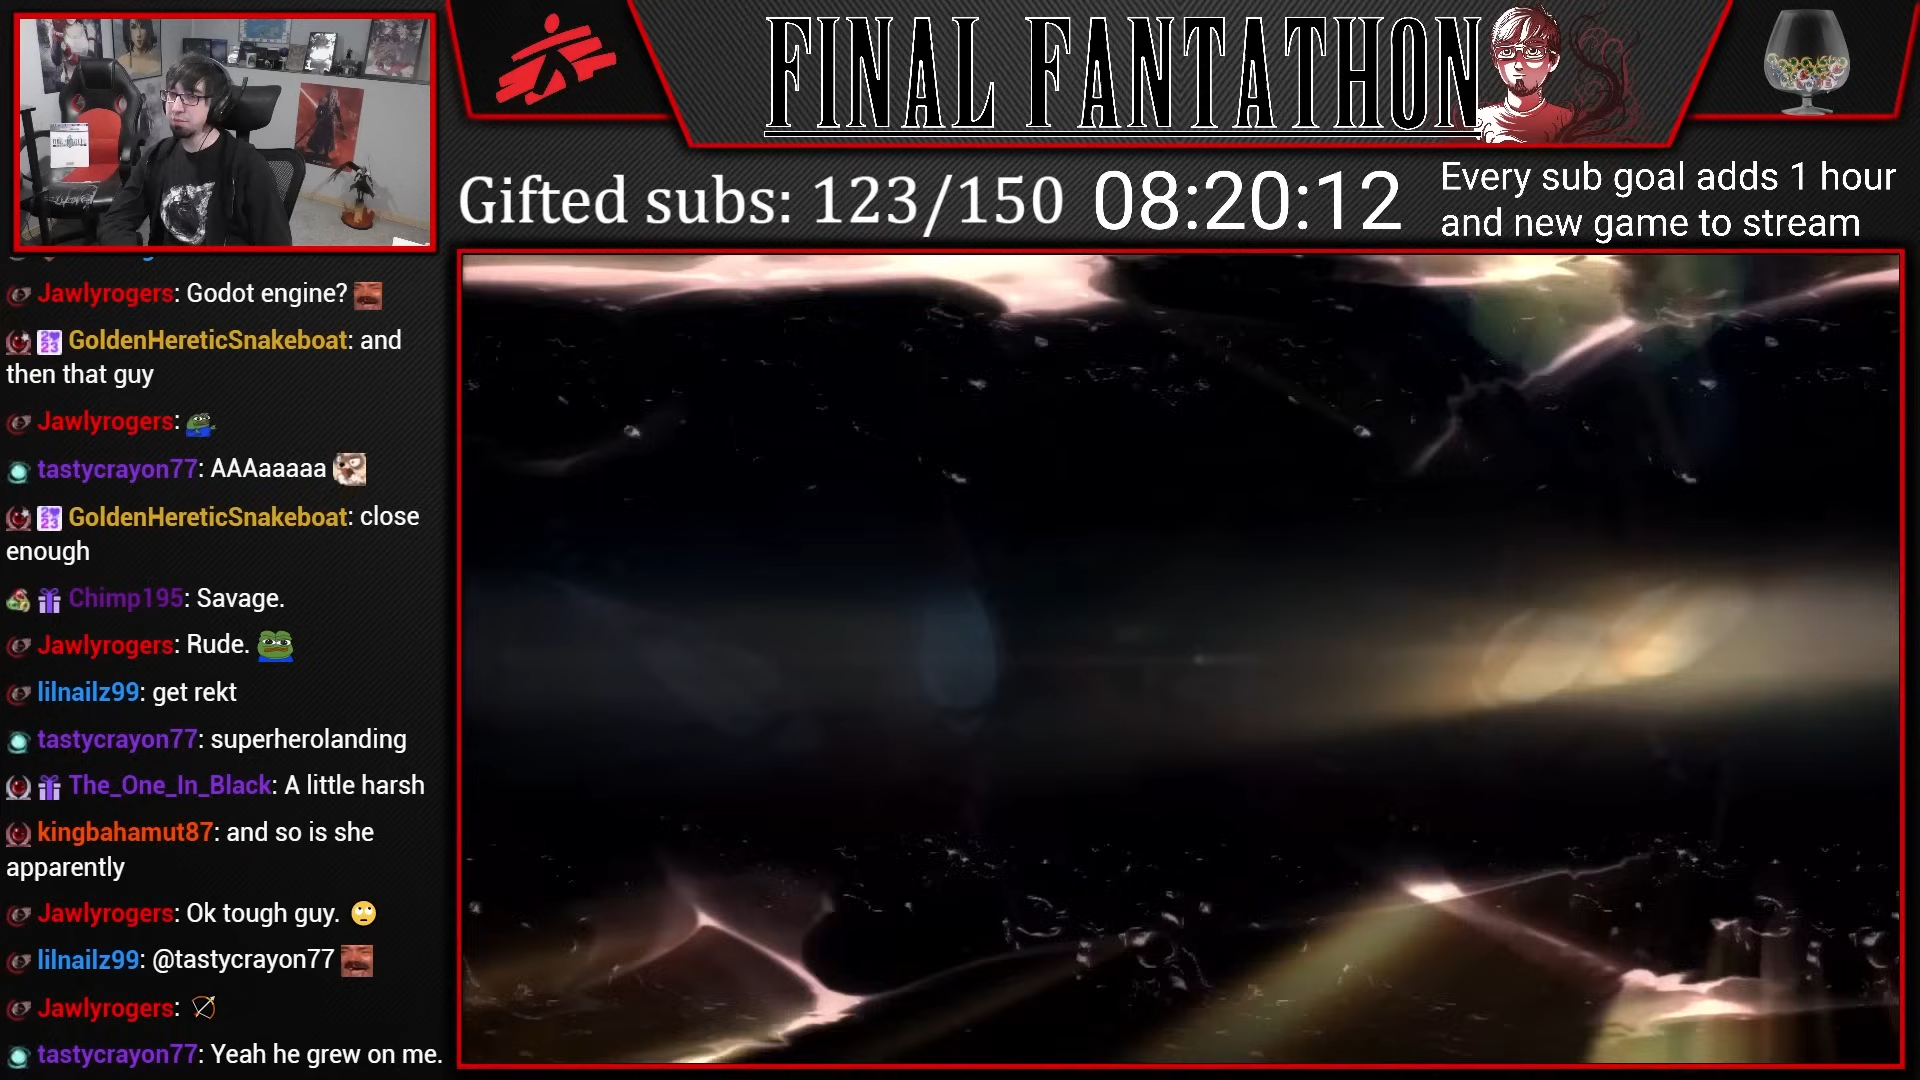 FINAL FANTATHON
Gifted subs: 123/150
08:20:12
Every sub goal adds 1 hour
and new game to stream
Jawlyrogers: Godot engine?
GoldenHereticSnakeboat: and
then that guy
Jawlyrogers:
tastycrayon77: AAAaaaaa
GoldenHereticSnakeboat: close
enough
Chimp195: Savage.
Jawlyrogers: Rude.
lilnailz99: get rekt
tastycrayon77: superherolanding
The_One_In_Black: A little harsh
kingbahamut87: and so is she
apparently
Jawlyrogers: Ok tough guy. 🙄
lilnailz99: @tastycrayon77
Jawlyrogers: 🏹
tastycrayon77: Yeah he grew on me.